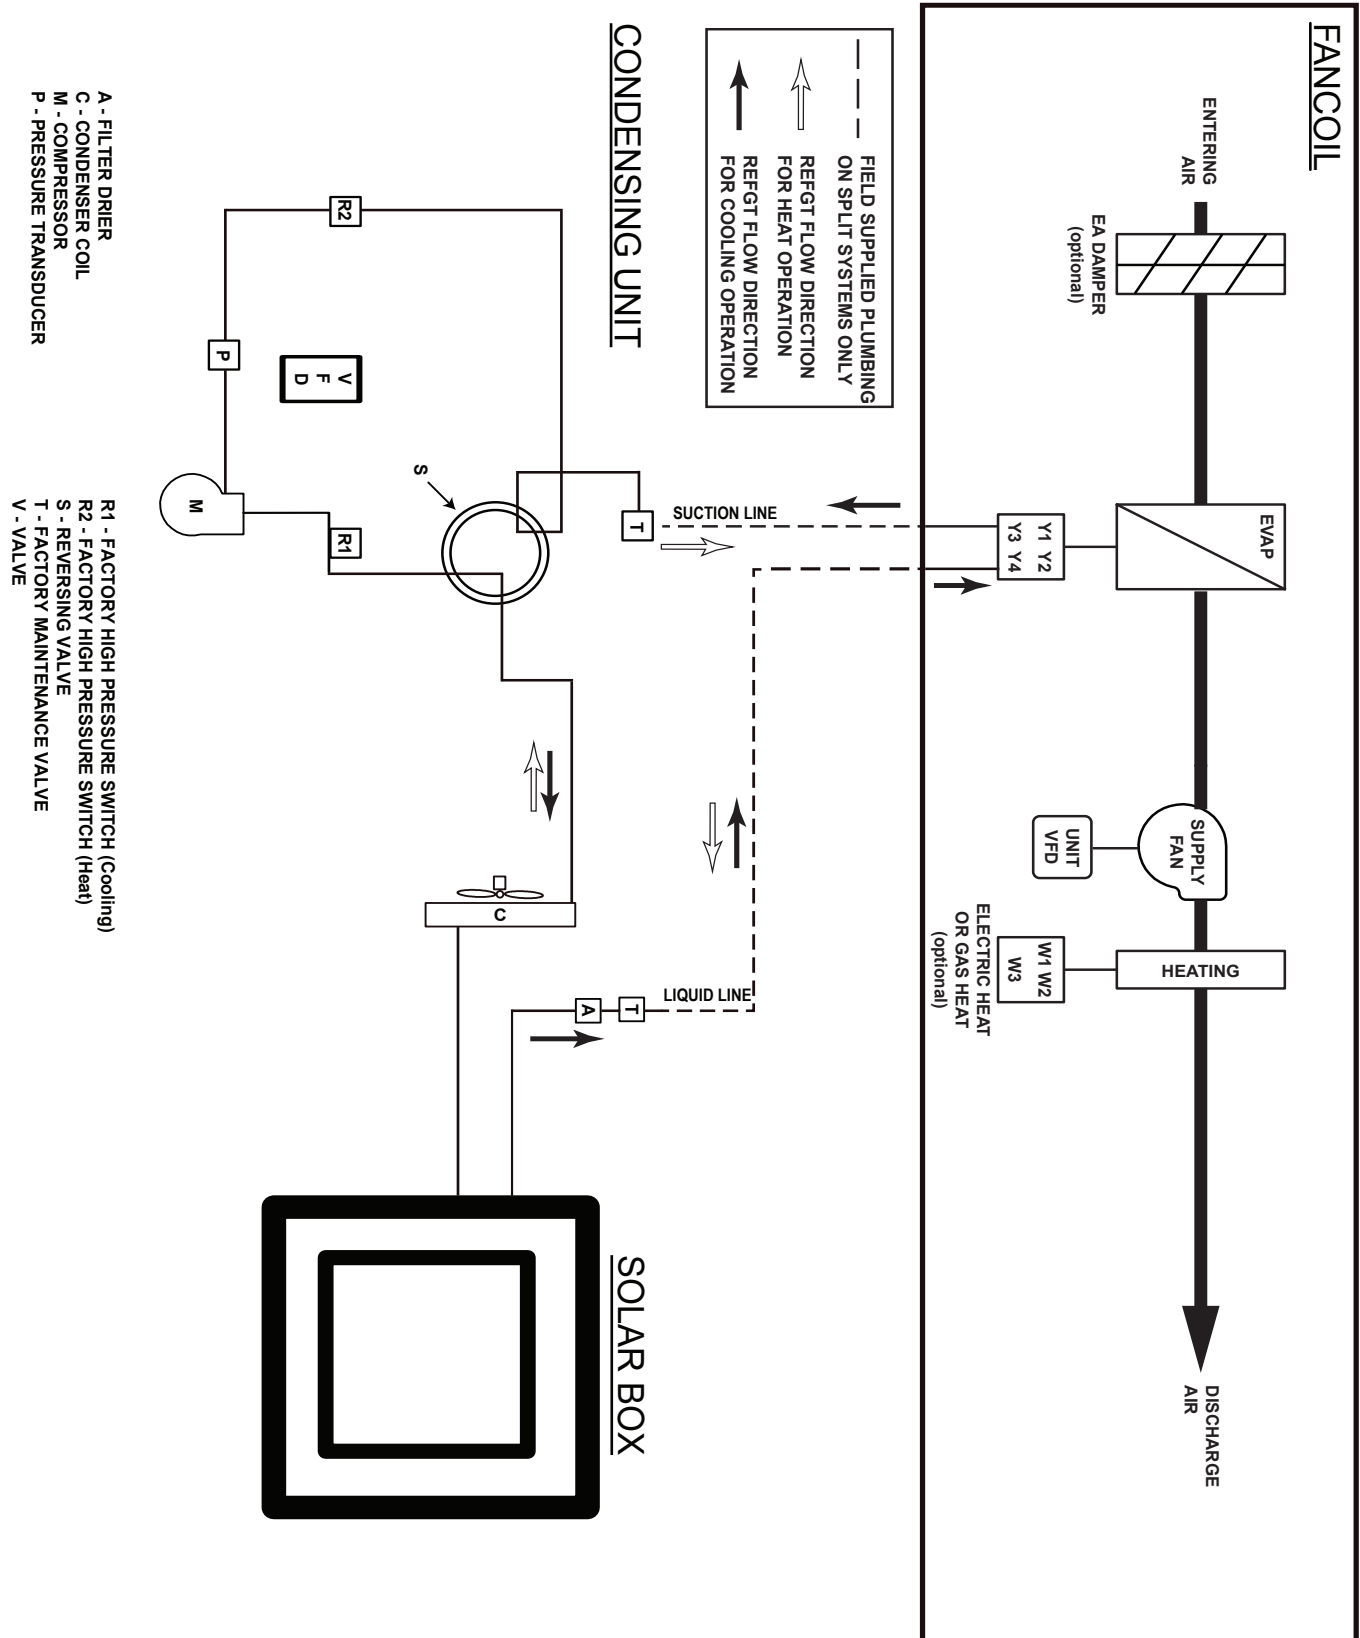 FANCOIL
ENTERING
AIR
EA DAMPER
(optional)
EVAP
Y1 Y2
Y3 Y4
SUPPLY
FAN
UNIT
VFD
HEATING
W1 W2
W3
ELECTRIC HEAT
OR GAS HEAT
(optional)
DISCHARGE
AIR
FIELD SUPPLIED PLUMBING
ON SPLIT SYSTEMS ONLY
REFGT FLOW DIRECTION
FOR HEAT OPERATION
REFGT FLOW DIRECTION
FOR COOLING OPERATION
SUCTION LINE
LIQUID LINE
CONDENSING UNIT
T
T
A
S
R2
R1
P
V
F
D
M
C
SOLAR BOX
A - FILTER DRIER
C - CONDENSER COIL
M - COMPRESSOR
P - PRESSURE TRANSDUCER
R1 - FACTORY HIGH PRESSURE SWITCH (Cooling)
R2 - FACTORY HIGH PRESSURE SWITCH (Heat)
S - REVERSING VALVE
T - FACTORY MAINTENANCE VALVE
V - VALVE